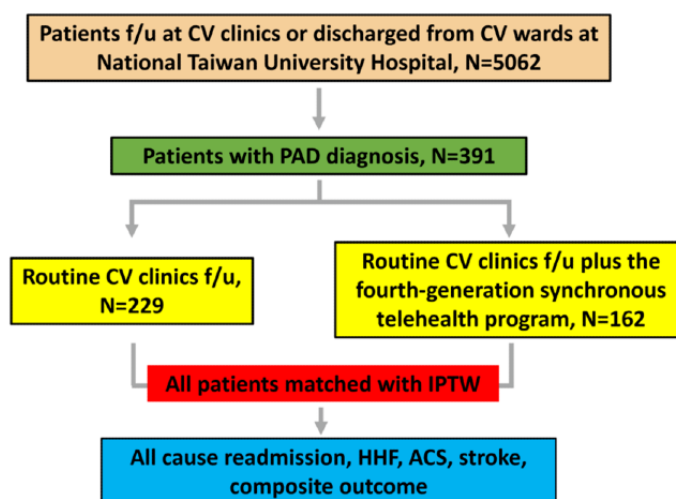 Patients f/u at CV clinics or discharged from CV wards at
National Taiwan University Hospital, N=5062
Patients with PAD diagnosis, N=391
Routine CV clinics f/u,
N=229
Routine CV clinics f/u plus the
fourth-generation synchronous
telehealth program, N=162
All patients matched with IPTW
All cause readmission, HHF, ACS, stroke,
composite outcome